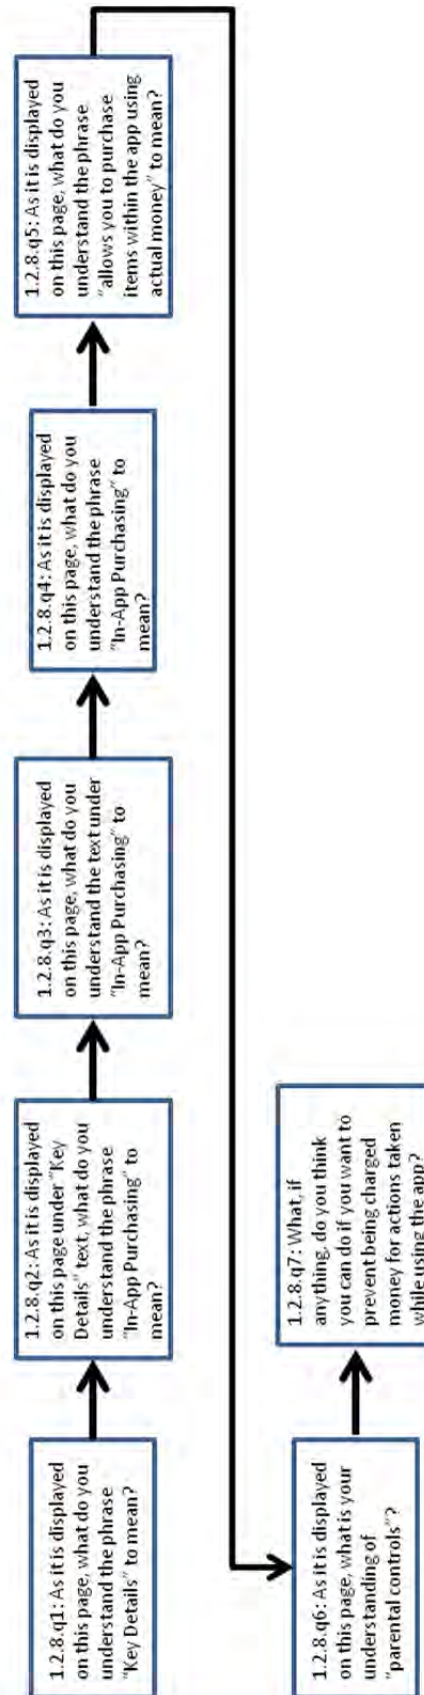 1.2.8.q1: As it is displayed
on this page, what do you
understand the phrase
"Key Details" to mean?
1.2.8.q2: As it is displayed
on this page under "Key
Details" text, what do you
understand the phrase
"In-App Purchasing" to
mean?
1.2.8.q3: As it is displayed
on this page, what do you
understand the text under
"In-App Purchasing" to
mean?
1.2.8.q4: As it is displayed
on this page, what do you
understand the phrase
"In-App Purchasing" to
mean?
1.2.8.q5: As it is displayed
on this page, what do you
understand the phrase
"allows you to purchase
items within the app using
actual money" to mean?
1.2.8.q6: As it is displayed
on this page, what is your
understanding of
"parental controls"?
1.2.8.q7: What, if
anything, do you think
you can do if you want to
prevent being charged
money for actions taken
while using the app?